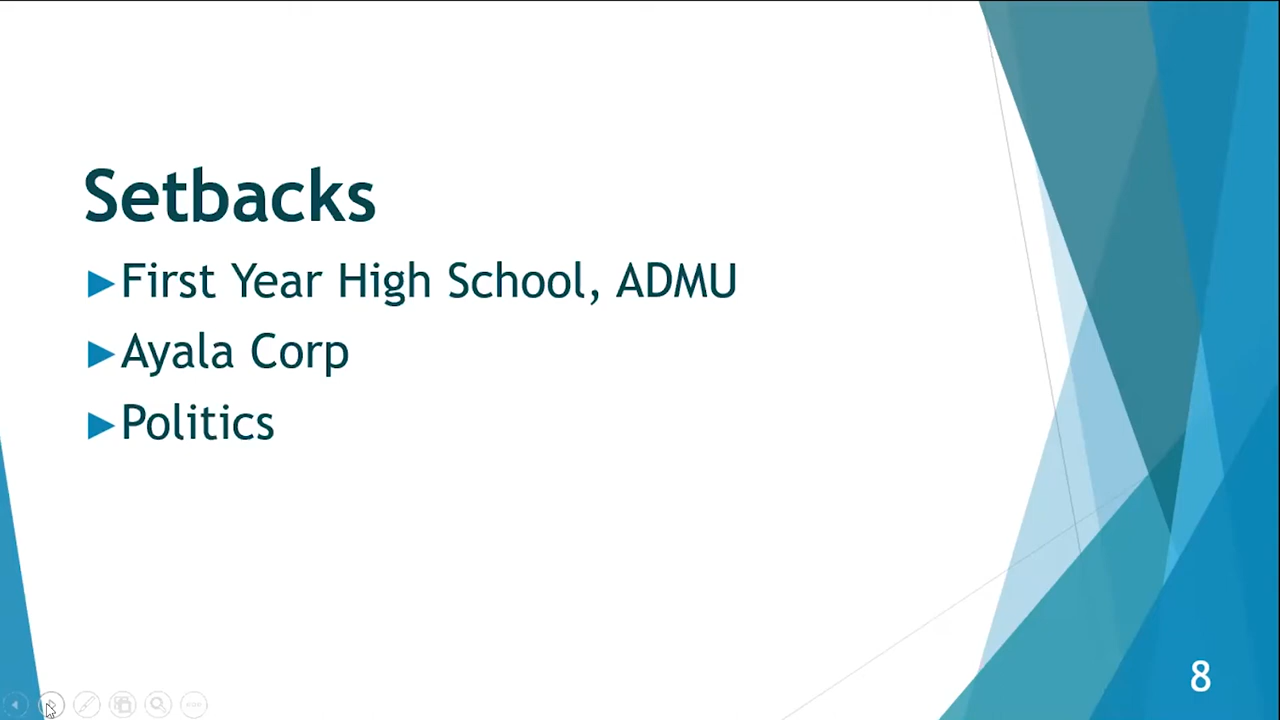 Setbacks
►First Year High School, ADMU
►Ayala Corp
►Politics
8